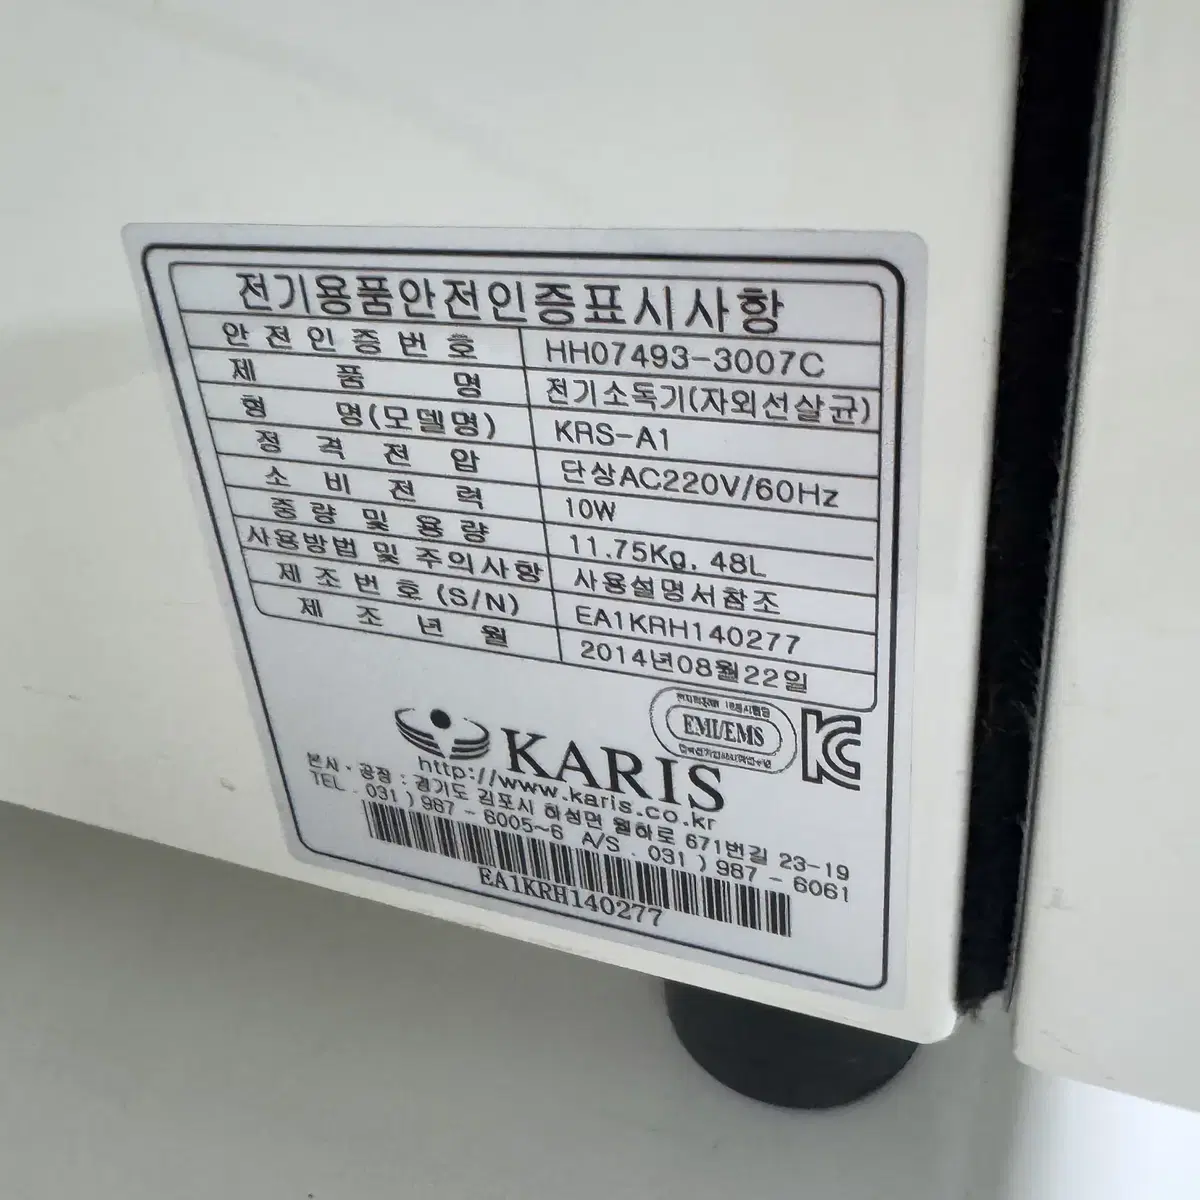 전기용품안전인증표시사항
안전인증번호 HH07493-3007C
제품명 전기소독기(자외선살균)
형명(모델명) KRS-A1
정격전압 단상AC220V/60Hz
소비전력 10W
중량및용량 11.75Kg, 48L
사용방법 및 주의사항 사용설명서참조
제조번호(S/N) EA1KRH140277
제조년월 2014년08월22일
EMI/EMS
KARIS
http://www.karis.co.kr
본사·공장 : 경기도 김포시 하성면 월하로 671번길 23-19
TEL . 031 ) 987 - 6005~6 A/S . 031 ) 987 - 6061
EA1KRH140277